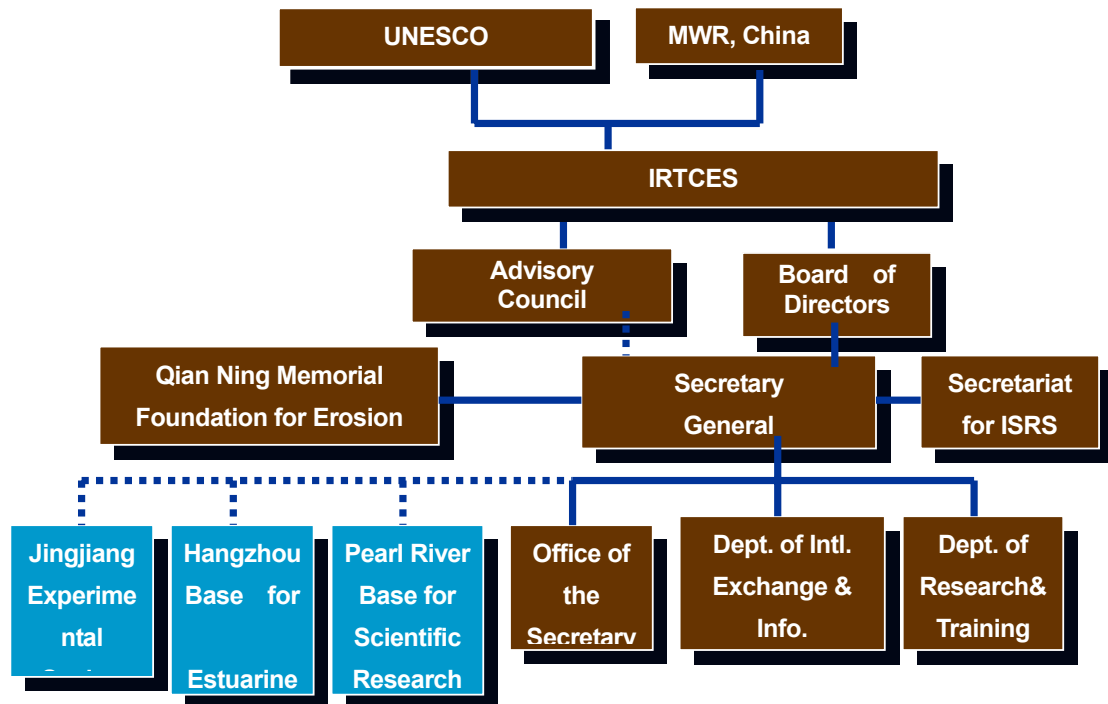 UNESCO
MWR, China
IRTCES
Advisory
Council
Board of
Directors
Qian Ning Memorial
Foundation for Erosion
Secretary
General
Secretariat
for ISRS
Jingjiang
Experime
ntal
Hangzhou
Base for
Estuarine
Pearl River
Base for
Scientific
Research
Office of
the
Secretary
Dept. of Intl.
Exchange &
Info.
Dept. of
Research&
Training